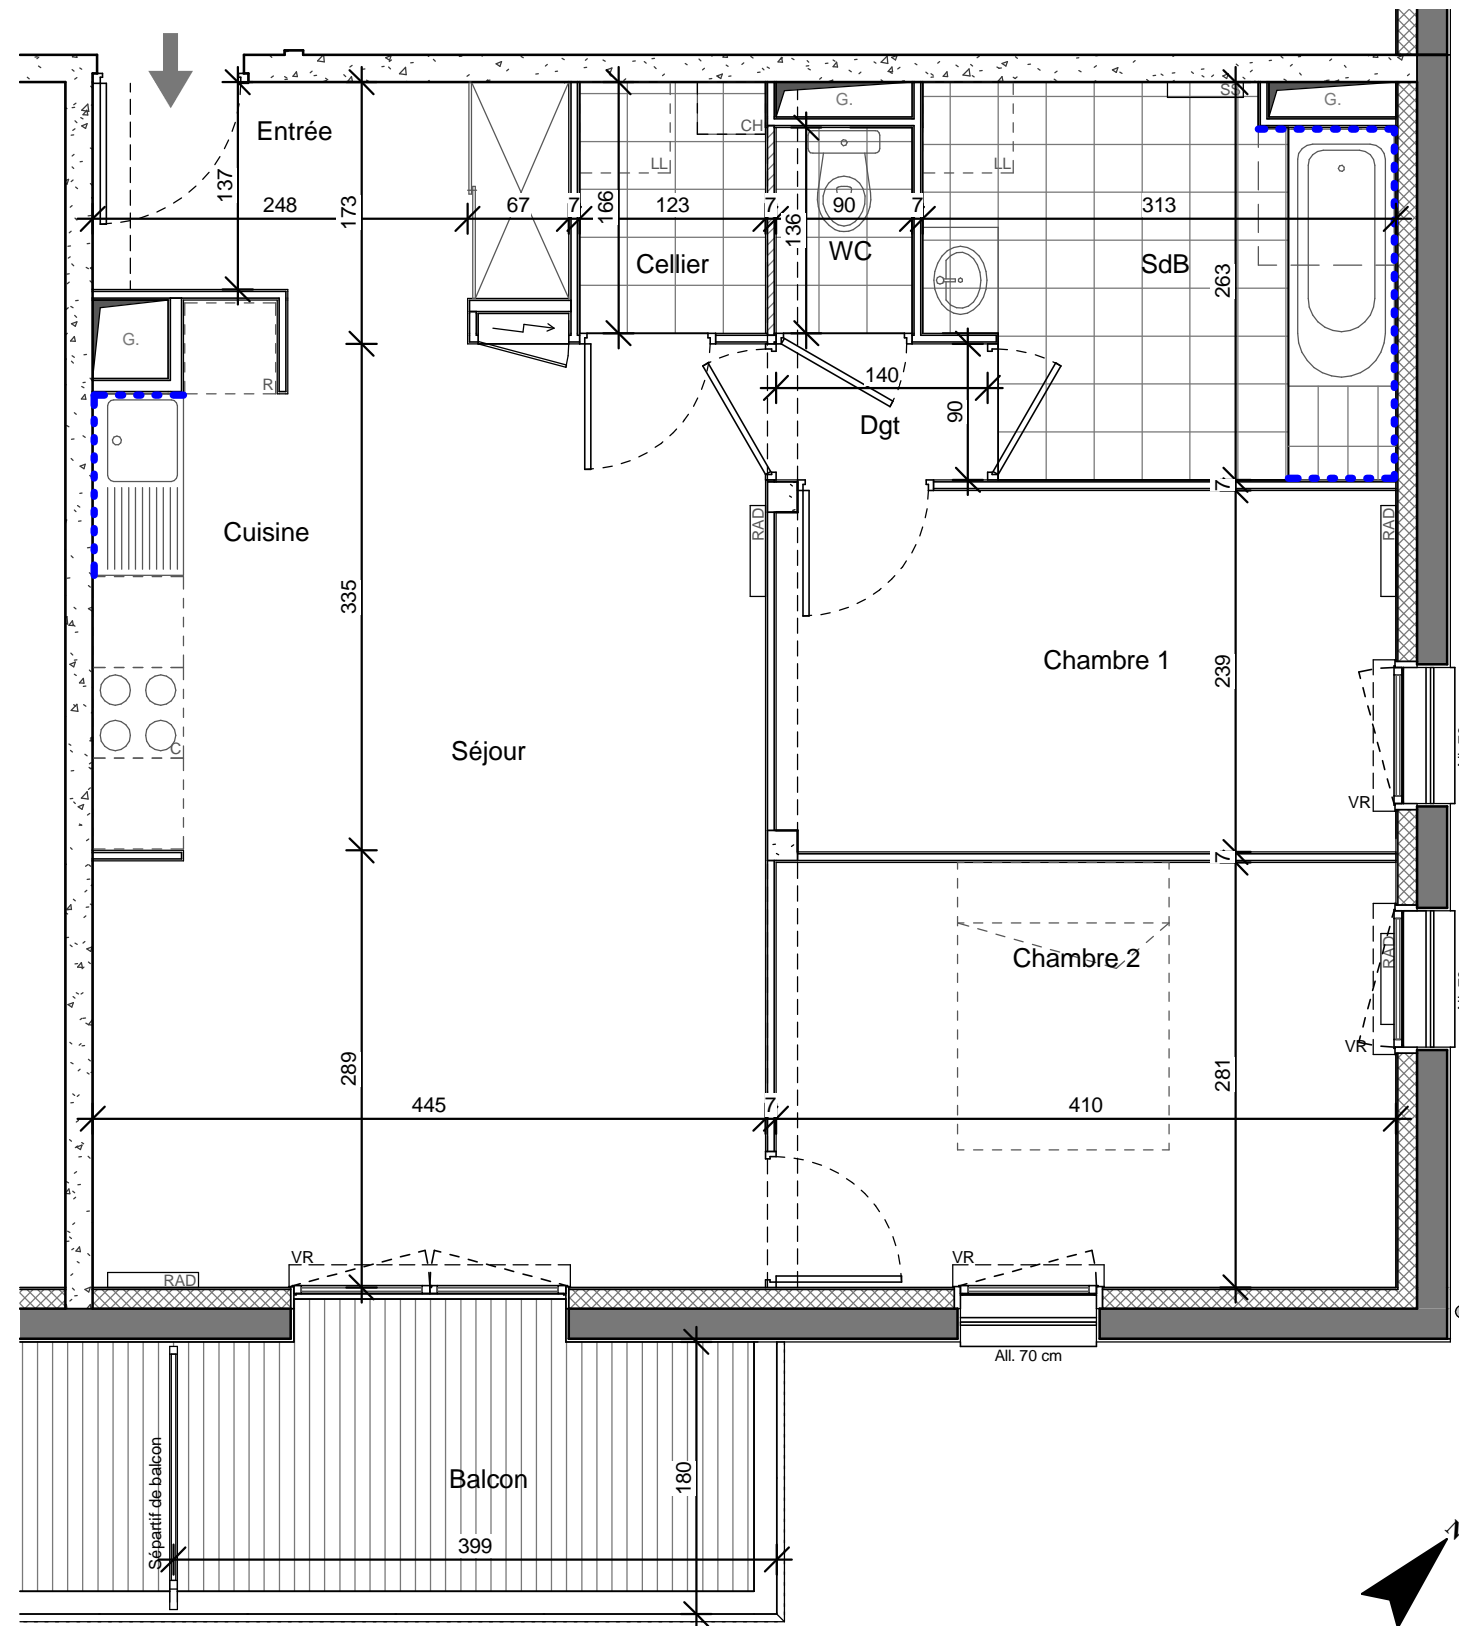 G.
SS
G.
Entrée
CH
LL
LL
137
248
173
67
7
166
123
7
136
90
7
313
Cellier
WC
SdB
263
G.
R
140
90
Dgt
7
RAD
RAD
Cuisine
335
Chambre 1
239
Séjour
C
VR
7
Chambre 2
RAD
VR
289
281
445
7
410
RAD
VR
VR
All. 70 cm
Sépartif de balcon
Balcon
180
399